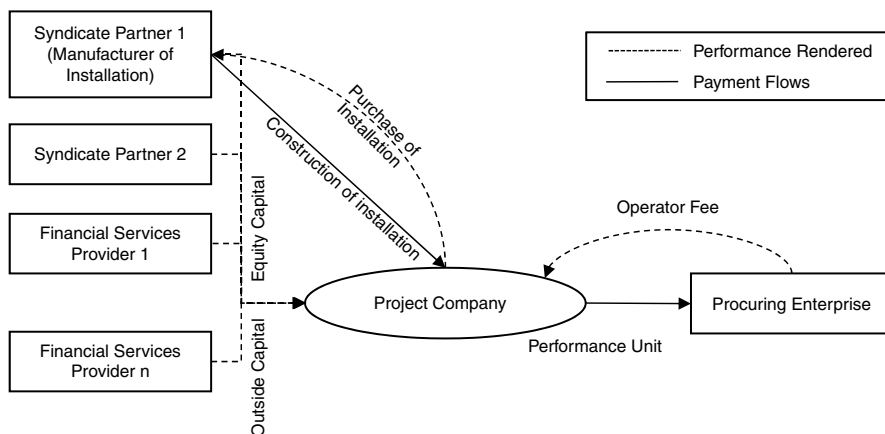 Syndicate Partner 1
(Manufacturer of
Installation)
Syndicate Partner 2
Financial Services
Provider 1
Financial Services
Provider n
Equity Capital
Outside Capital
Construction of installation
Purchase of
Installation
Project Company
Performance Rendered
Payment Flows
Operator Fee
Procuring Enterprise
Performance Unit